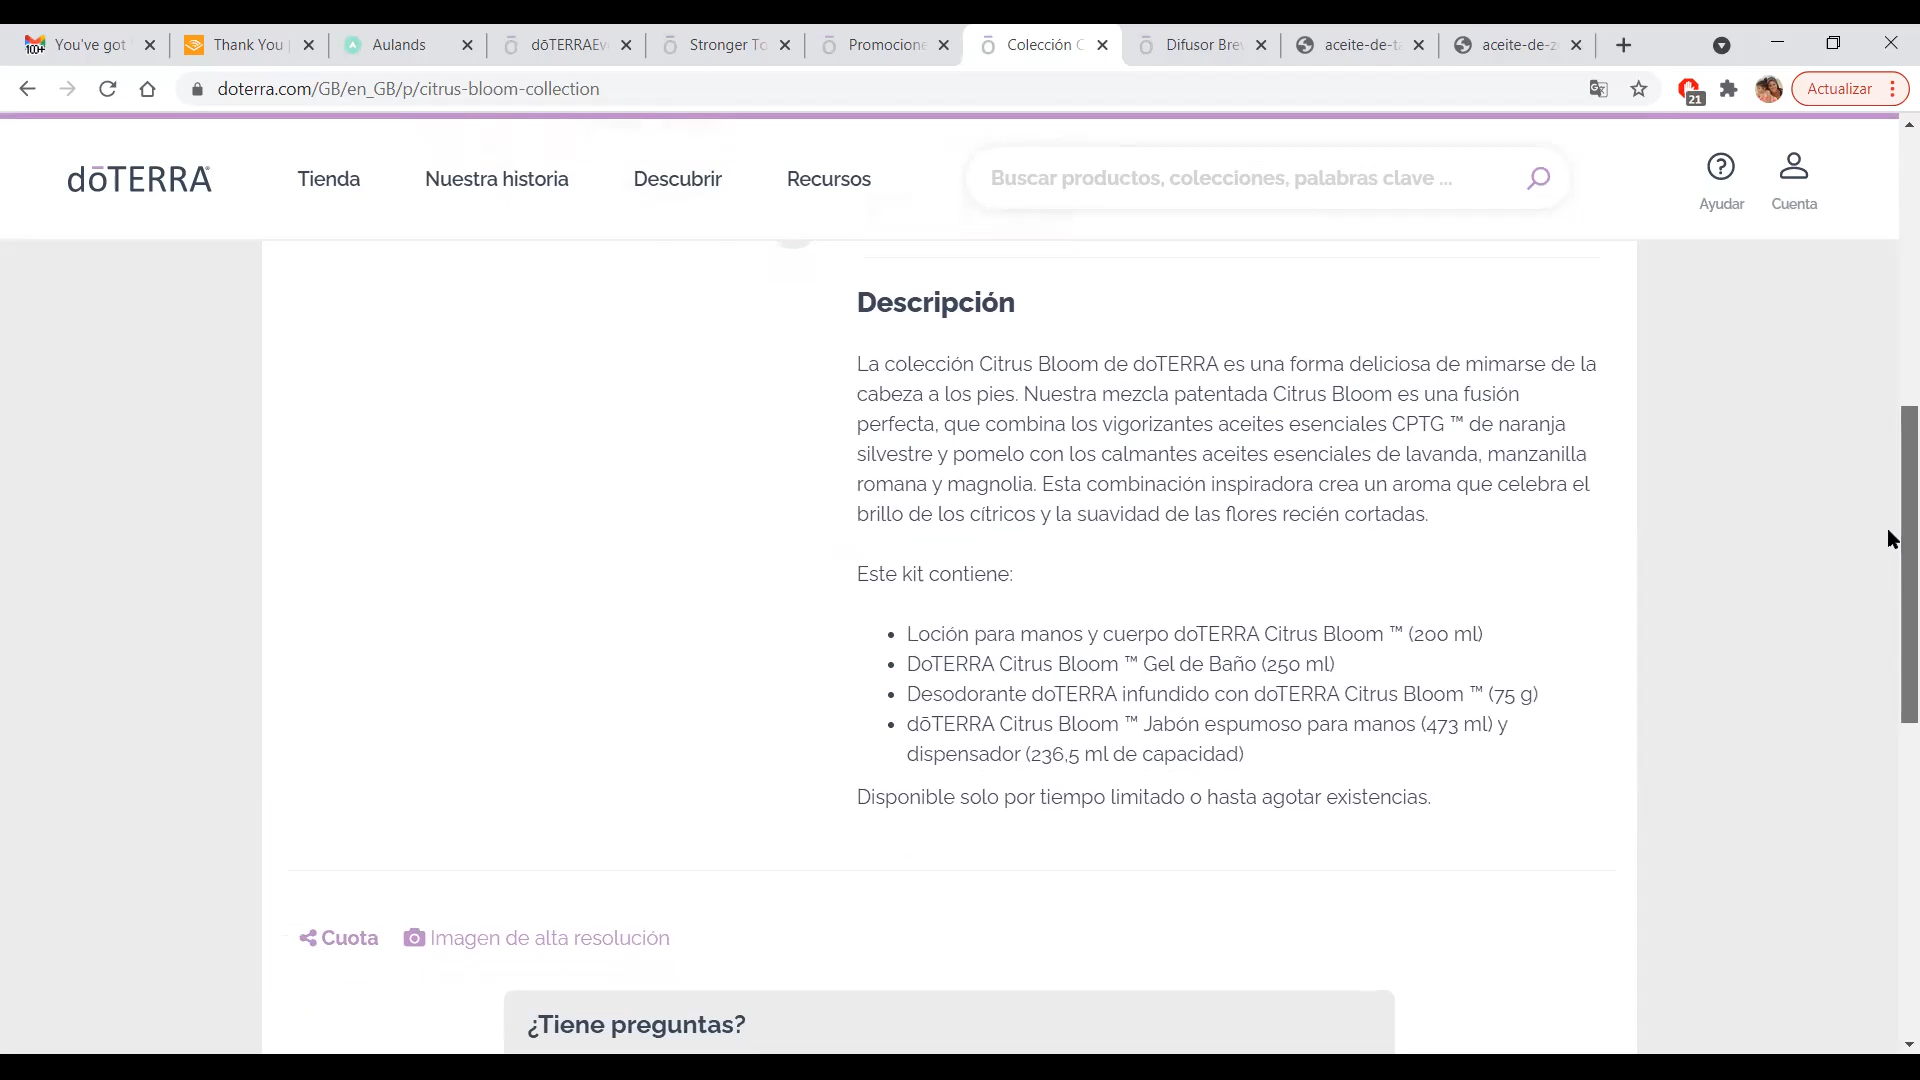 You've got
Thank You
Aulands
dōTERRAEv
Stronger To
Promocione
Colección C
Difusor Bre
aceite-de-ta
aceite-de-z
doterra.com/GB/en_GB/p/citrus-bloom-collection
21
Actualizar
dōTERRA
Tienda
Nuestra historia
Descubrir
Recursos
Buscar productos, colecciones, palabras clave ...
Ayudar
Cuenta
Descripción
La colección Citrus Bloom de doTERRA es una forma deliciosa de mimarse de la
cabeza a los pies. Nuestra mezcla patentada Citrus Bloom es una fusión
perfecta, que combina los vigorizantes aceites esenciales CPTG ™ de naranja
silvestre y pomelo con los calmantes aceites esenciales de lavanda, manzanilla
romana y magnolia. Esta combinación inspiradora crea un aroma que celebra el
brillo de los cítricos y la suavidad de las flores recién cortadas.
Este kit contiene:
• Loción para manos y cuerpo doTERRA Citrus Bloom ™ (200 ml)
• DoTERRA Citrus Bloom ™ Gel de Baño (250 ml)
• Desodorante doTERRA infundido con doTERRA Citrus Bloom ™ (75 g)
• dōTERRA Citrus Bloom ™ Jabón espumoso para manos (473 ml) y
dispensador (236,5 ml de capacidad)
Disponible solo por tiempo limitado o hasta agotar existencias.
Cuota
Imagen de alta resolución
¿Tiene preguntas?